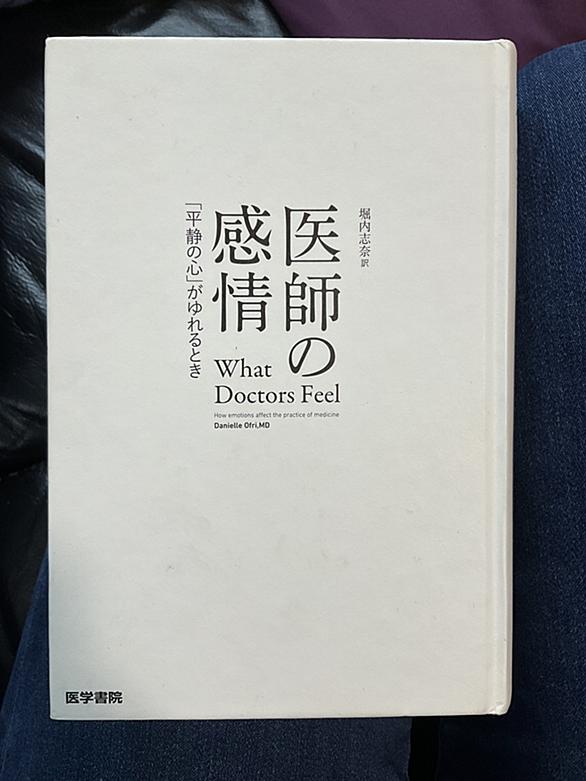 堀内志奈 訳
医師の
感情
「平静の心」がゆれるとき
What
Doctors Feel
How emotions affect the practice of medicine
Danielle Ofri,MD
医学書院